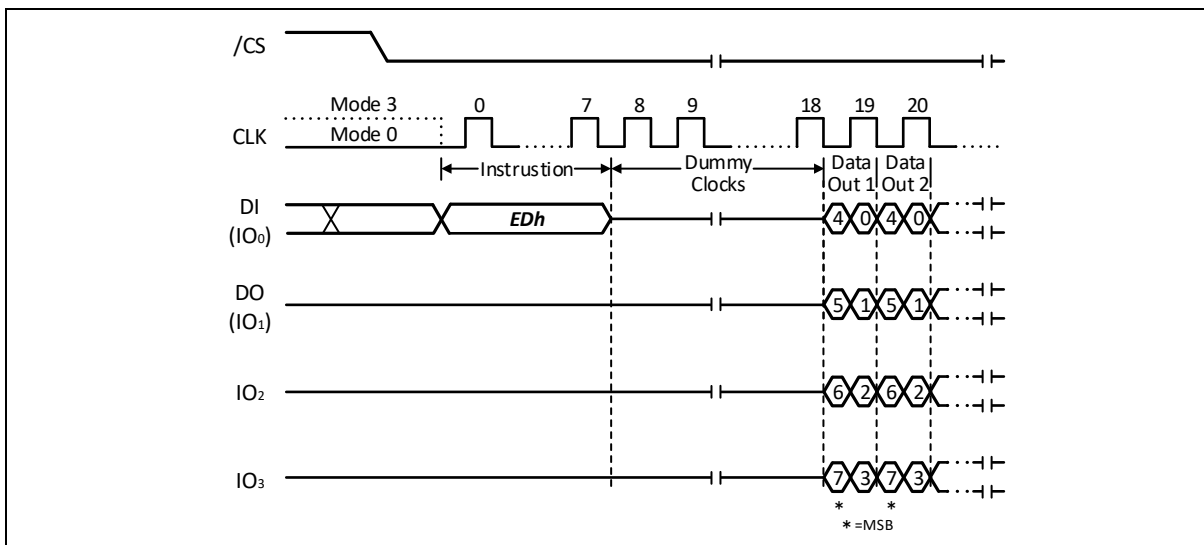 /CS
Mode 3 0 7 8 9 18 19 20
CLK Mode 0
Instrustion Dummy Clocks Data Out 1 Data Out 2
DI (IO₀) EDh 4 0 4 0
DO (IO₁) 5 1 5 1
IO₂ 6 2 6 2
IO₃ 7 3 7 3
* *
* =MSB